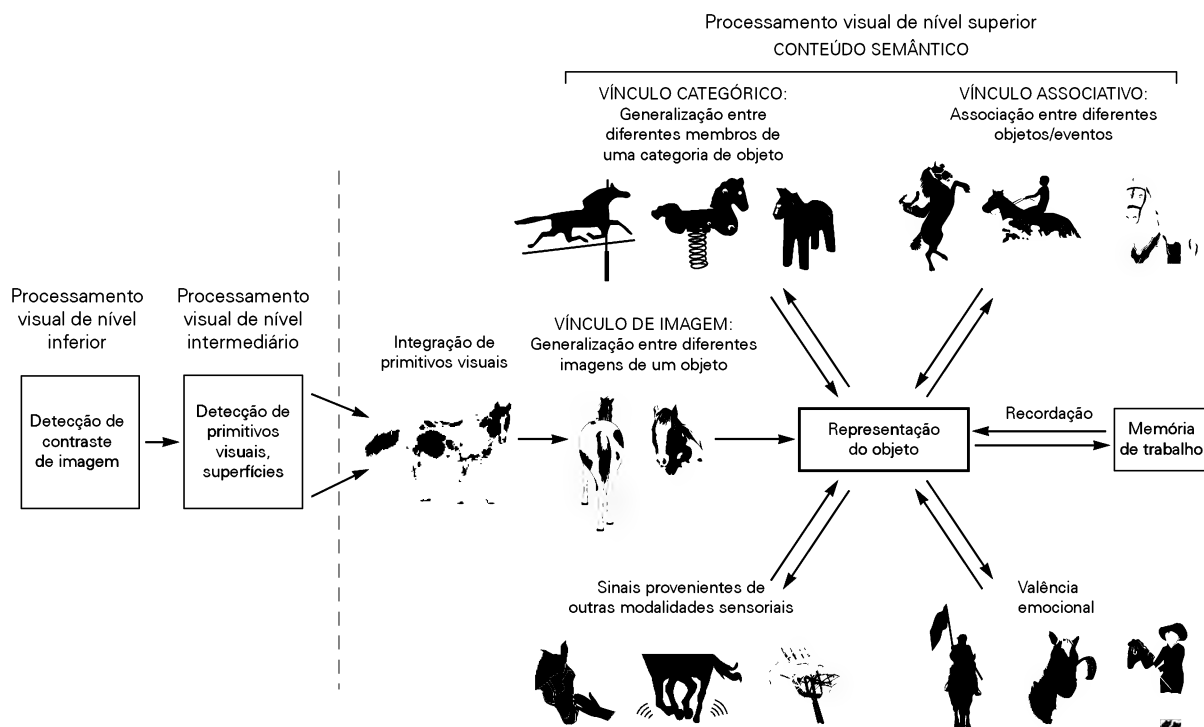 Processamento visual de nível superior
CONTEÚDO SEMÂNTICO
VÍNCULO CATEGÓRICO:
Generalização entre
diferentes membros de
uma categoria de objeto
VÍNCULO ASSOCIATIVO:
Associação entre diferentes
objetos/eventos
Processamento
visual de nível
inferior
Processamento
visual de nível
intermediário
Integração de
primitivos visuais
VÍNCULO DE IMAGEM:
Generalização entre diferentes
imagens de um objeto
Detecção de
contraste
de imagem
Detecção de
primitivos
visuais,
superfícies
Representação
do objeto
Recordação
Memória
de trabalho
Sinais provenientes de
outras modalidades sensoriais
Valência
emocional